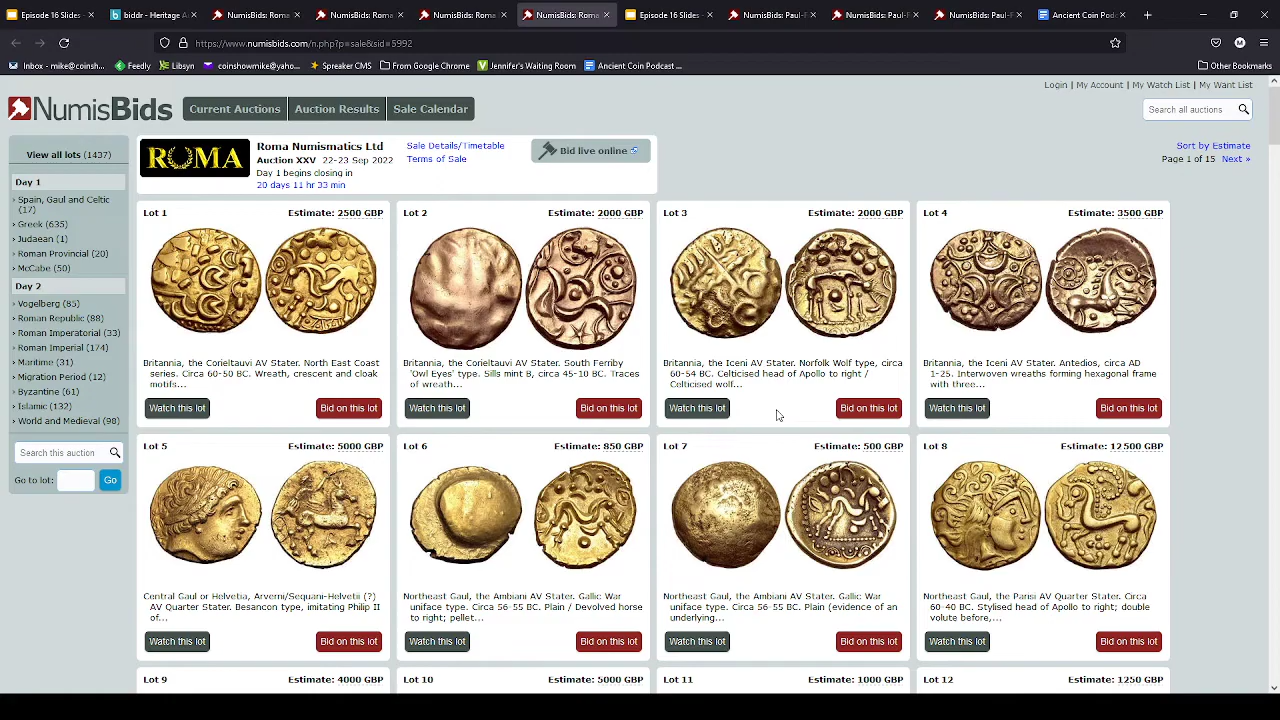 Episode 16 Slides -
biddr - Heritage A
NumisBids: Roma
NumisBids: Roma
NumisBids: Roma
NumisBids: Roma
Episode 16 Slides -
NumisBids: Paul-F
NumisBids: Paul-F
NumisBids: Paul-F
Ancient Coin Podc
https://www.numisbids.com/n.php?p=sale&sid=5992
Inbox - mike@coinsh... Feedly Libsyn coinshowmike@yaho... Spreaker CMS From Google Chrome Jennifer's Waiting Room Ancient Coin Podcast ... Other Bookmarks
Login | My Account | My Watch List | My Want List
NumisBids Current Auctions Auction Results Sale Calendar Search all auctions
View all lots (1437)
Day 1
Spain, Gaul and Celtic
(17)
Greek (635)
Judaean (1)
Roman Provincial (20)
McCabe (50)
Day 2
Vogelberg (85)
Roman Republic (88)
Roman Imperatorial (33)
Roman Imperial (174)
Maritime (31)
Migration Period (12)
Byzantine (61)
Islamic (132)
World and Medieval (98)
Search this auction
Go to lot: Go
ROMA
Roma Numismatics Ltd
Auction XXV 22-23 Sep 2022
Day 1 begins closing in
20 days 11 hr 33 min
Sale Details/Timetable
Terms of Sale
Bid live online
Sort by Estimate
Page 1 of 15 Next »
Lot 1 Estimate: 2500 GBP
Britannia, the Corieltauvi AV Stater. North East Coast
series. Circa 60-50 BC. Wreath, crescent and cloak
motifs...
Watch this lot Bid on this lot
Lot 2 Estimate: 2000 GBP
Britannia, the Corieltauvi AV Stater. South Ferriby
'Owl Eyes' type. Sills mint B, circa 45-10 BC. Traces
of wreath...
Watch this lot Bid on this lot
Lot 3 Estimate: 2000 GBP
Britannia, the Iceni AV Stater. Norfolk Wolf type, circa
60-54 BC. Celticised head of Apollo to right /
Celticised wolf...
Watch this lot Bid on this lot
Lot 4 Estimate: 3500 GBP
Britannia, the Iceni AV Stater. Antedios, circa AD
1-25. Interwoven wreaths forming hexagonal frame
with three...
Watch this lot Bid on this lot
Lot 5 Estimate: 5000 GBP
Central Gaul or Helvetia, Arverni/Sequani-Helvetii (?)
AV Quarter Stater. Besancon type, imitating Philip II
of...
Watch this lot Bid on this lot
Lot 6 Estimate: 850 GBP
Northeast Gaul, the Ambiani AV Stater. Gallic War
uniface type. Circa 56-55 BC. Plain / Devolved horse
to right; pellet...
Watch this lot Bid on this lot
Lot 7 Estimate: 500 GBP
Northeast Gaul, the Ambiani AV Stater. Gallic War
uniface type. Circa 56-55 BC. Plain (evidence of an
underlying...
Watch this lot Bid on this lot
Lot 8 Estimate: 12 500 GBP
Northeast Gaul, the Parisi AV Quarter Stater. Circa
60-40 BC. Stylised head of Apollo to right; double
volute before,...
Watch this lot Bid on this lot
Lot 9 Estimate: 4000 GBP
Lot 10 Estimate: 5000 GBP
Lot 11 Estimate: 1000 GBP
Lot 12 Estimate: 1250 GBP